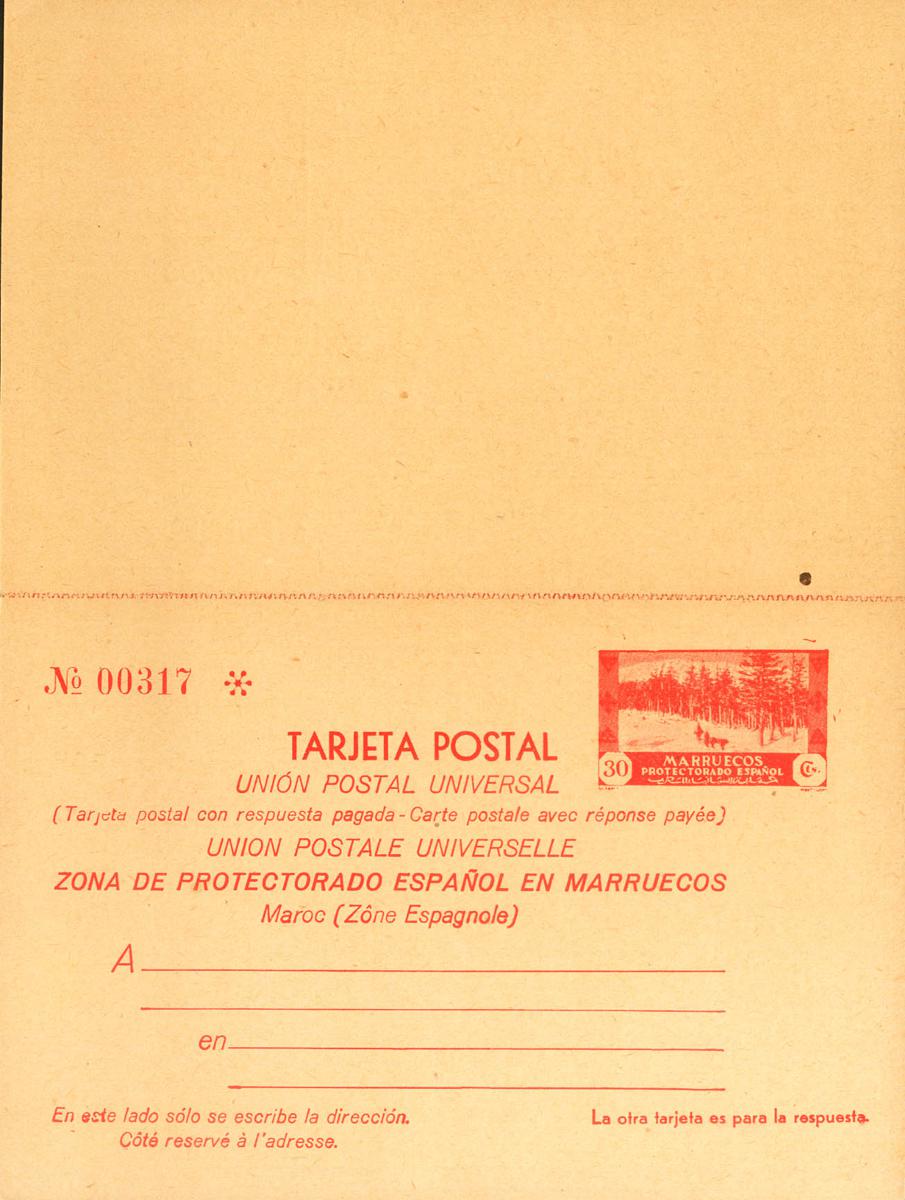 Nº 00317 *
MARRUECOS
PROTECTORADO ESPAÑOL
30
Cts.
TARJETA POSTAL
UNIÓN POSTAL UNIVERSAL
(Tarjeta postal con respuesta pagada - Carte postale avec réponse payée)
UNION POSTALE UNIVERSELLE
ZONA DE PROTECTORADO ESPAÑOL EN MARRUECOS
Maroc (Zône Espagnole)
A
en
En este lado sólo se escribe la dirección.
Côté reservé à l'adresse.
La otra tarjeta es para la respuesta.